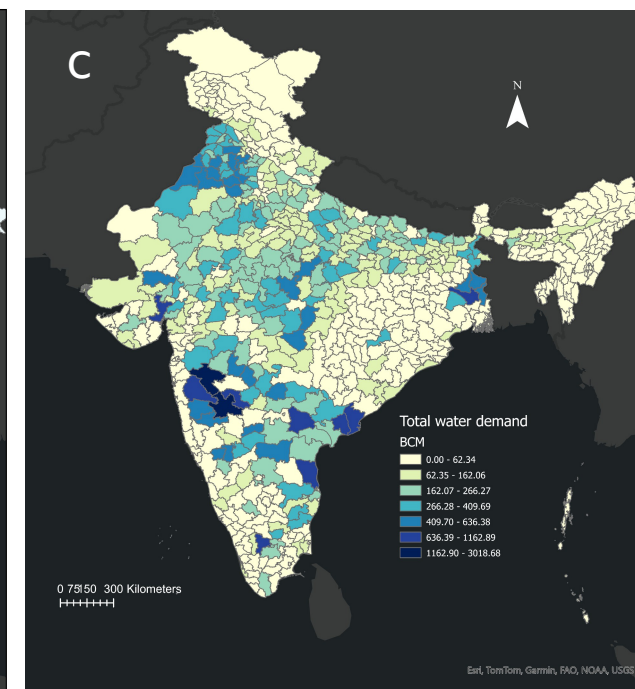 C
N
Total water demand
BCM
0.00 - 62.34
62.35 - 162.06
162.07 - 266.27
266.28 - 409.69
409.70 - 636.38
636.39 - 1162.89
1162.90 - 3018.68
0 75150 300 Kilometers
Esri, TomTom, Garmin, FAO, NOAA, USGS